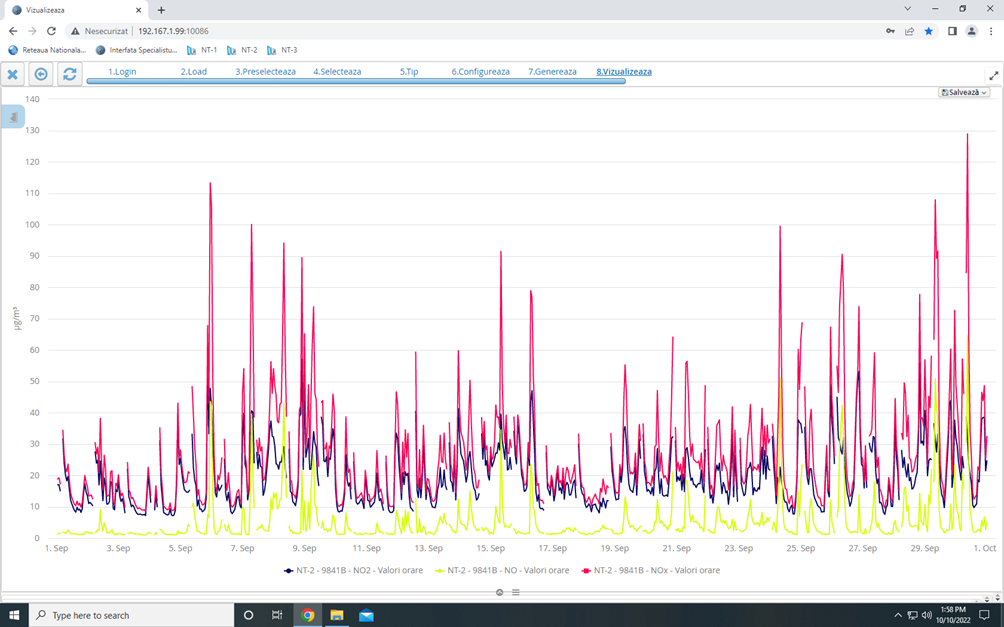 Vizualizeaza
Nesecurizat | 192.167.1.99:10086
Reteaua Nationala...
Interfata Specialistu...
NT-1
NT-2
NT-3
1.Login
2.Load
3.Preselecteaza
4.Selecteaza
5.Tip
6.Configureaza
7.Genereaza
8.Vizualizeaza
Salvează
140
130
120
110
100
90
80
70
60
50
40
30
20
10
0
µg/m³
1. Sep
3. Sep
5. Sep
7. Sep
9. Sep
11. Sep
13. Sep
15. Sep
17. Sep
19. Sep
21. Sep
23. Sep
25. Sep
27. Sep
29. Sep
1. Oct
NT-2 - 9841B - NO2 - Valori orare
NT-2 - 9841B - NO - Valori orare
NT-2 - 9841B - NOx - Valori orare
Type here to search
1:58 PM
10/10/2022